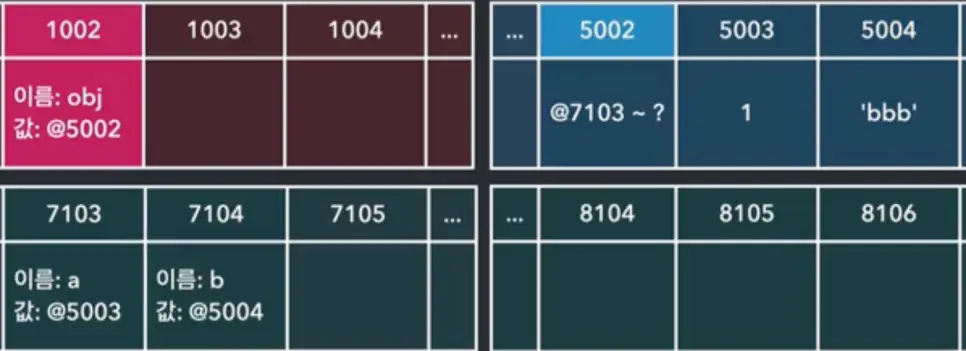 1002 1003 1004 ...
이름: obj
값: @5002
... 5002 5003 5004
@7103 ~ ? 1 'bbb'
7103 7104 7105 ...
이름: a 이름: b
값: @5003 값: @5004
... 8104 8105 8106